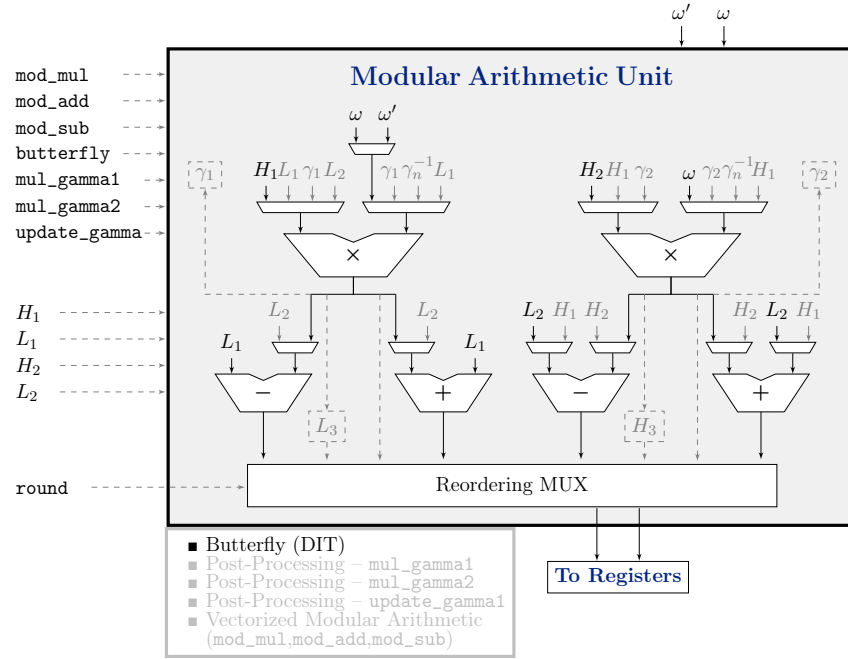 ω′ ω
Modular Arithmetic Unit
mod_mul
mod_add
mod_sub
butterfly
mul_gamma1
mul_gamma2
update_gamma
ω ω′
γ₁ H₁ L₁ γ₁ L₂ γ₁ γₙ⁻¹ L₁ H₂ H₁ γ₂ ω γ₂ γₙ⁻¹ H₁ γ₂
× ×
H₁
L₁
H₂
L₂
L₂ L₂ L₂ H₁ H₂ H₂ L₂ H₁
L₁ L₁
− + − +
L₃ H₃
round
Reordering MUX
To Registers
■ Butterfly (DIT)
■ Post-Processing – mul_gamma1
■ Post-Processing – mul_gamma2
■ Post-Processing – update_gamma1
■ Vectorized Modular Arithmetic
(mod_mul,mod_add,mod_sub)